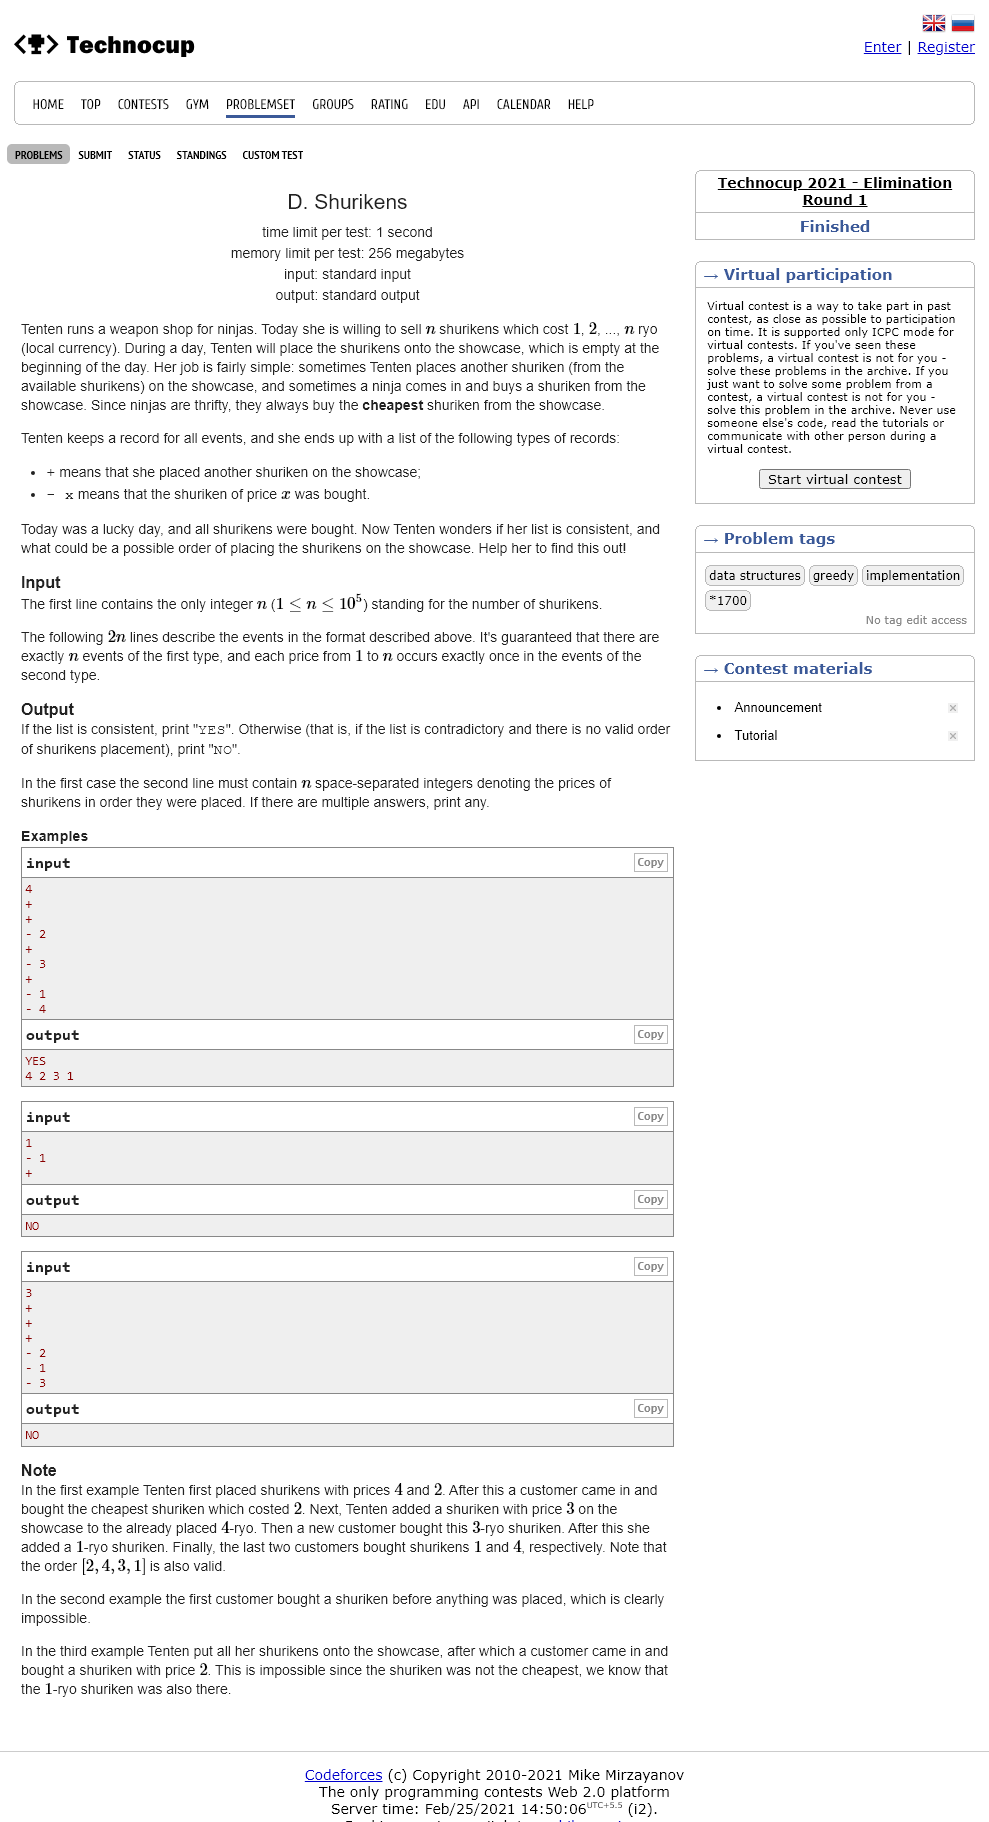 Technocup
Enter | Register
HOME TOP CONTESTS GYM PROBLEMSET GROUPS RATING EDU API CALENDAR HELP
PROBLEMS SUBMIT STATUS STANDINGS CUSTOM TEST
D. Shurikens
time limit per test: 1 second
memory limit per test: 256 megabytes
input: standard input
output: standard output
Tenten runs a weapon shop for ninjas. Today she is willing to sell n shurikens which cost 1, 2, ..., n ryo
(local currency). During a day, Tenten will place the shurikens onto the showcase, which is empty at the
beginning of the day. Her job is fairly simple: sometimes Tenten places another shuriken (from the
available shurikens) on the showcase, and sometimes a ninja comes in and buys a shuriken from the
showcase. Since ninjas are thrifty, they always buy the cheapest shuriken from the showcase.
Tenten keeps a record for all events, and she ends up with a list of the following types of records:
• + means that she placed another shuriken on the showcase;
• - x means that the shuriken of price x was bought.
Today was a lucky day, and all shurikens were bought. Now Tenten wonders if her list is consistent, and
what could be a possible order of placing the shurikens on the showcase. Help her to find this out!
Input
The first line contains the only integer n (1 ≤ n ≤ 10^5) standing for the number of shurikens.
The following 2n lines describe the events in the format described above. It's guaranteed that there are
exactly n events of the first type, and each price from 1 to n occurs exactly once in the events of the
second type.
Output
If the list is consistent, print "YES". Otherwise (that is, if the list is contradictory and there is no valid order
of shurikens placement), print "NO".
In the first case the second line must contain n space-separated integers denoting the prices of
shurikens in order they were placed. If there are multiple answers, print any.
Examples
input Copy
4
+
+
- 2
+
- 3
+
- 1
- 4
output Copy
YES
4 2 3 1
input Copy
1
- 1
+
output Copy
NO
input Copy
3
+
+
+
- 2
- 1
- 3
output Copy
NO
Note
In the first example Tenten first placed shurikens with prices 4 and 2. After this a customer came in and
bought the cheapest shuriken which costed 2. Next, Tenten added a shuriken with price 3 on the
showcase to the already placed 4-ryo. Then a new customer bought this 3-ryo shuriken. After this she
added a 1-ryo shuriken. Finally, the last two customers bought shurikens 1 and 4, respectively. Note that
the order [2, 4, 3, 1] is also valid.
In the second example the first customer bought a shuriken before anything was placed, which is clearly
impossible.
In the third example Tenten put all her shurikens onto the showcase, after which a customer came in and
bought a shuriken with price 2. This is impossible since the shuriken was not the cheapest, we know that
the 1-ryo shuriken was also there.
Technocup 2021 - Elimination
Round 1
Finished
→ Virtual participation
Virtual contest is a way to take part in past
contest, as close as possible to participation
on time. It is supported only ICPC mode for
virtual contests. If you've seen these
problems, a virtual contest is not for you -
solve these problems in the archive. If you
just want to solve some problem from a
contest, a virtual contest is not for you -
solve this problem in the archive. Never use
someone else's code, read the tutorials or
communicate with other person during a
virtual contest.
Start virtual contest
→ Problem tags
data structures greedy implementation
*1700
No tag edit access
→ Contest materials
• Announcement
• Tutorial
Codeforces (c) Copyright 2010-2021 Mike Mirzayanov
The only programming contests Web 2.0 platform
Server time: Feb/25/2021 14:50:06 UTC+5.5 (i2).